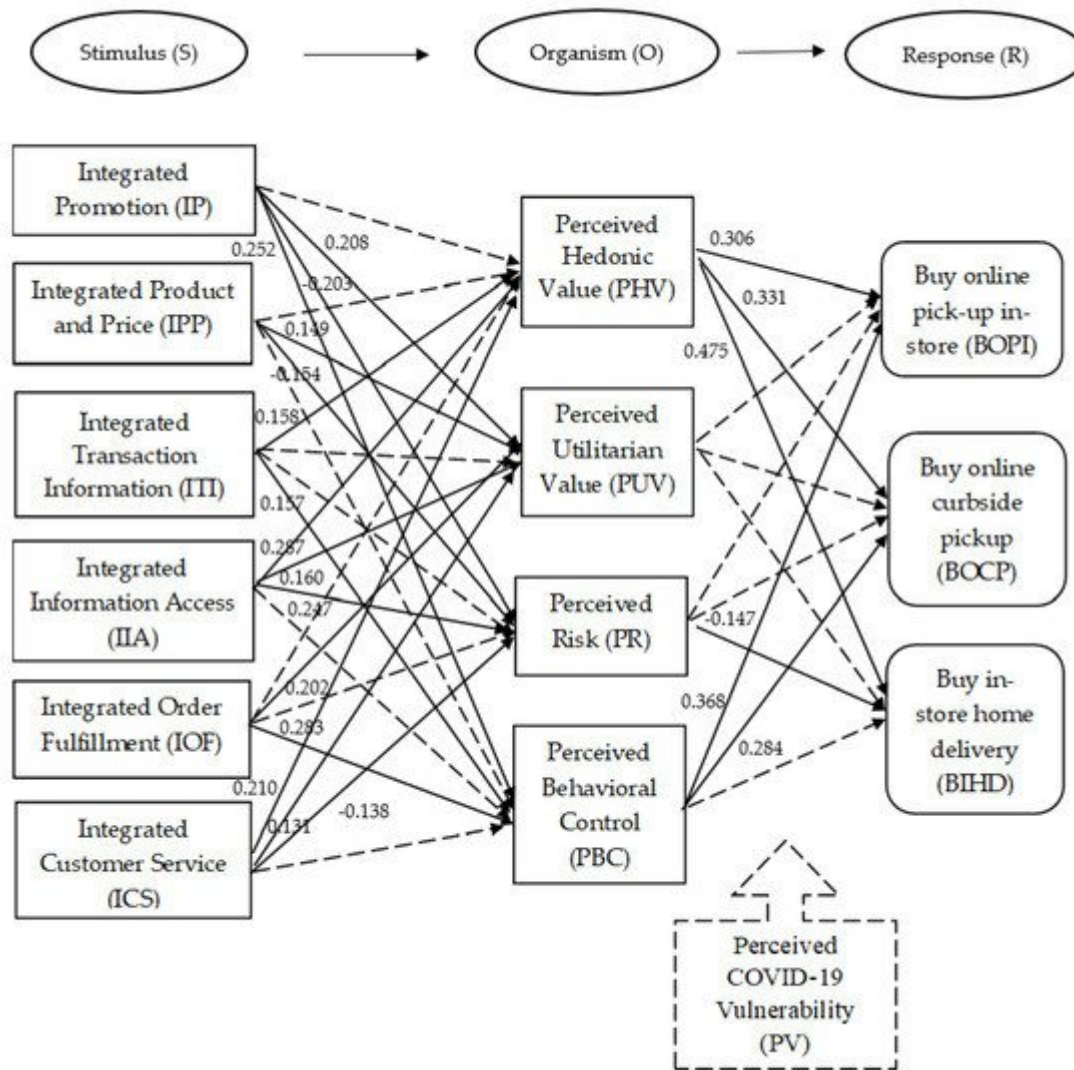 Stimulus (S)
Organism (O)
Response (R)
Integrated
Promotion (IP)
Integrated Product
and Price (IPP)
Integrated
Transaction
Information (ITI)
Integrated
Information Access
(IIA)
Integrated Order
Fulfillment (IOF)
Integrated
Customer Service
(ICS)
0.252
0.208
-0.203
0.149
-0.154
0.158
0.157
0.287
0.160
0.247
0.202
0.283
0.210
0.131
-0.138
Perceived
Hedonic
Value (PHV)
Perceived
Utilitarian
Value (PUV)
Perceived
Risk (PR)
Perceived
Behavioral
Control
(PBC)
0.306
0.331
0.475
-0.147
0.368
0.284
Buy online
pick-up in-
store (BOPI)
Buy online
curbside
pickup
(BOCP)
Buy in-
store home
delivery
(BIHD)
Perceived
COVID-19
Vulnerability
(PV)